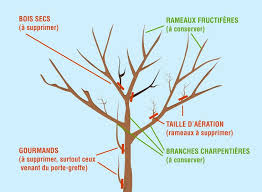 BOIS SECS
(à supprimer)
RAMEAUX FRUCTIFÈRES
(à conserver)
TAILLE D'AÉRATION
(rameaux à supprimer)
GOURMANDS
(à supprimer, surtout ceux
venant du porte-greffe)
BRANCHES CHARPENTIÈRES
(à conserver)